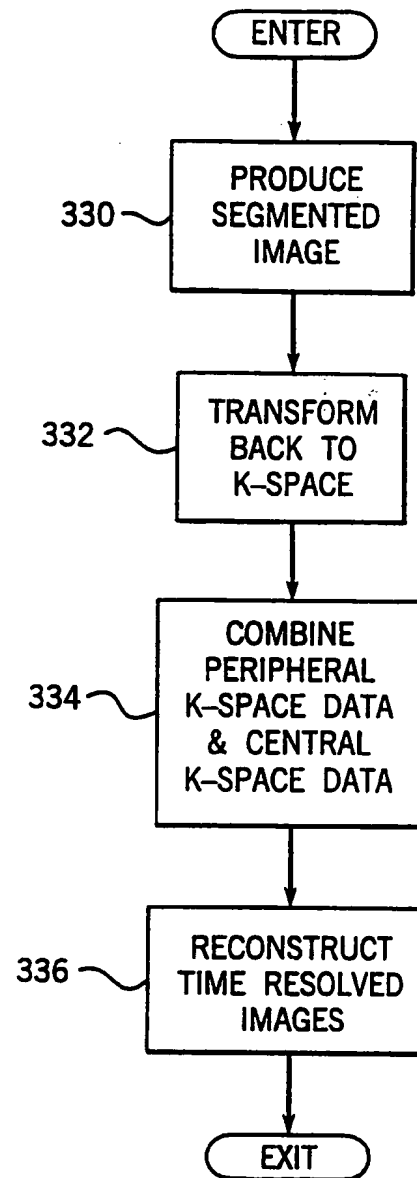 ENTER
330
PRODUCE
SEGMENTED
IMAGE
332
TRANSFORM
BACK TO
K–SPACE
334
COMBINE
PERIPHERAL
K–SPACE DATA
& CENTRAL
K–SPACE DATA
336
RECONSTRUCT
TIME RESOLVED
IMAGES
EXIT